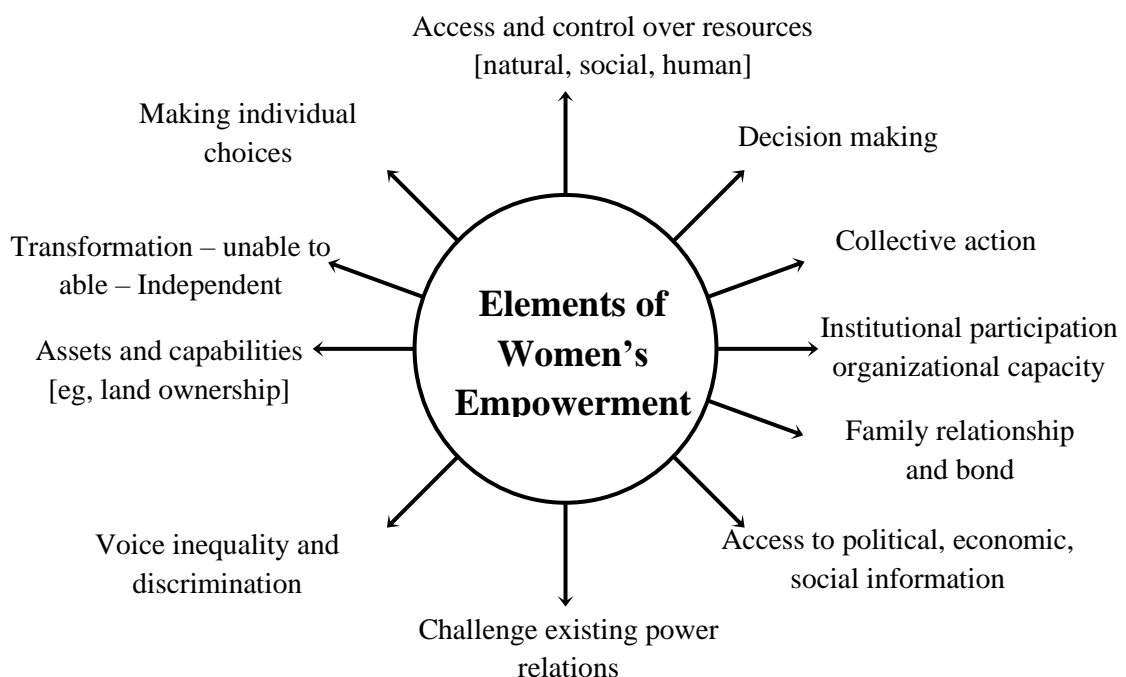 Access and control over resources
[natural, social, human]
Making individual
choices
Decision making
Transformation – unable to
able – Independent
Collective action
Elements of
Women’s
Empowerment
Institutional participation
organizational capacity
Assets and capabilities
[eg, land ownership]
Family relationship
and bond
Voice inequality and
discrimination
Access to political, economic,
social information
Challenge existing power
relations